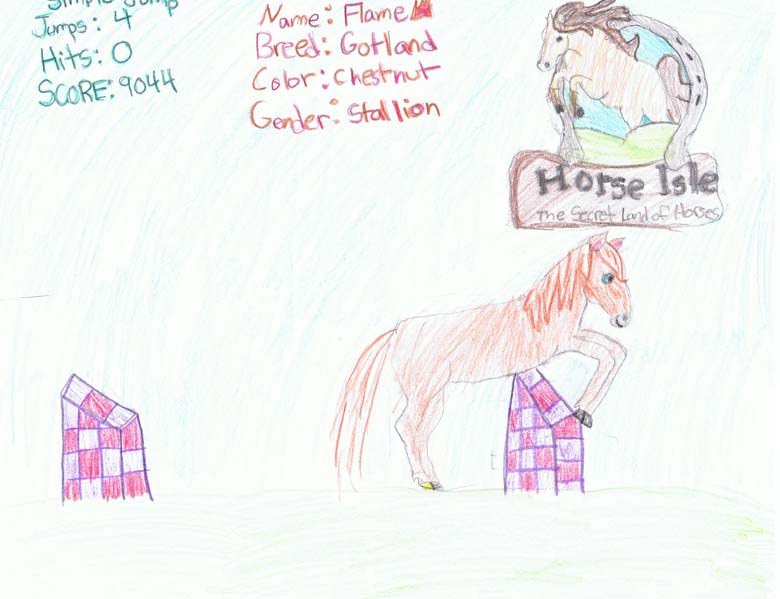 Simple Jump
Jumps: 4
Hits: 0
SCORE: 9044
Name: Flame
Breed: Gotland
Color: Chestnut
Gender: Stallion
Horse Isle
The Secret Land of Horses